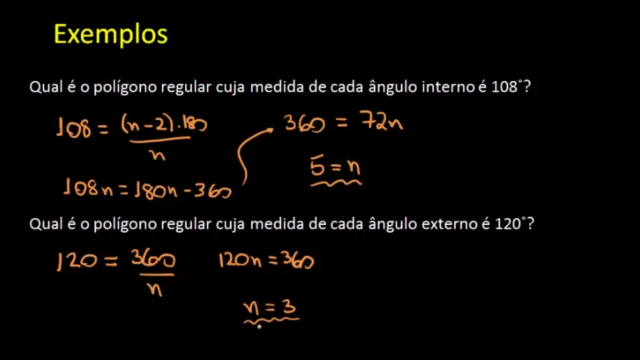 Exemplos
Qual é o polígono regular cuja medida de cada ângulo interno é 108°?
108 = (n-2).180
n
108n = 180n - 360
360 = 72n
5 = n
Qual é o polígono regular cuja medida de cada ângulo externo é 120°?
120 = 360
n
120n = 360
n = 3